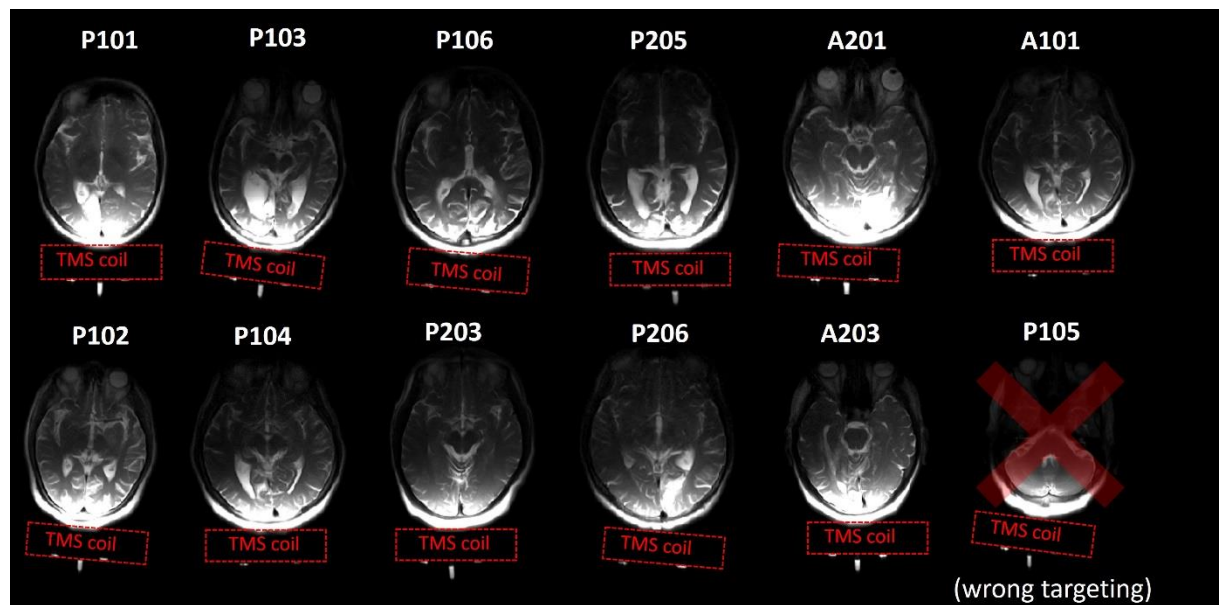 P101 P103 P106 P205 A201 A101
TMS coil TMS coil TMS coil TMS coil TMS coil TMS coil
P102 P104 P203 P206 A203 P105
TMS coil TMS coil TMS coil TMS coil TMS coil TMS coil
(wrong targeting)